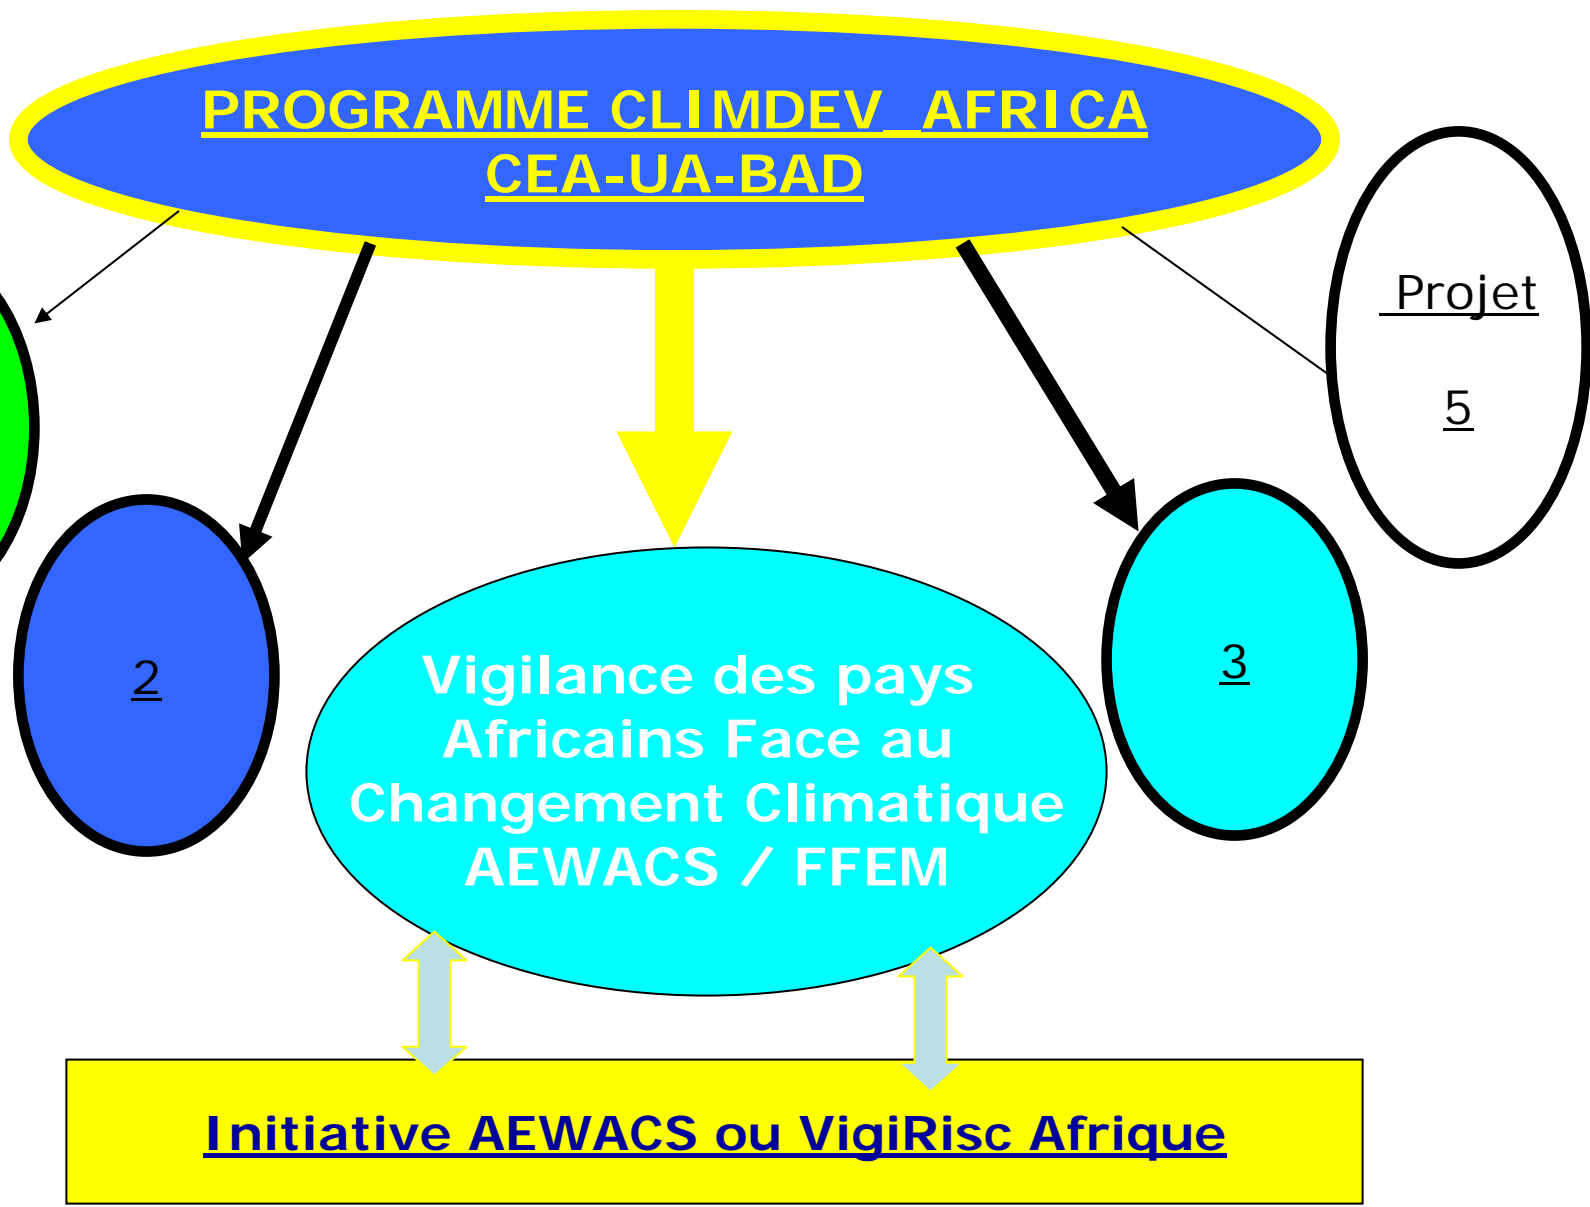 PROGRAMME CLIMDEV_AFRICA
CEA-UA-BAD
Projet
5
2
3
Vigilance des pays
Africains Face au
Changement Climatique
AEWACS / FFEM
Initiative AEWACS ou VigiRisc Afrique